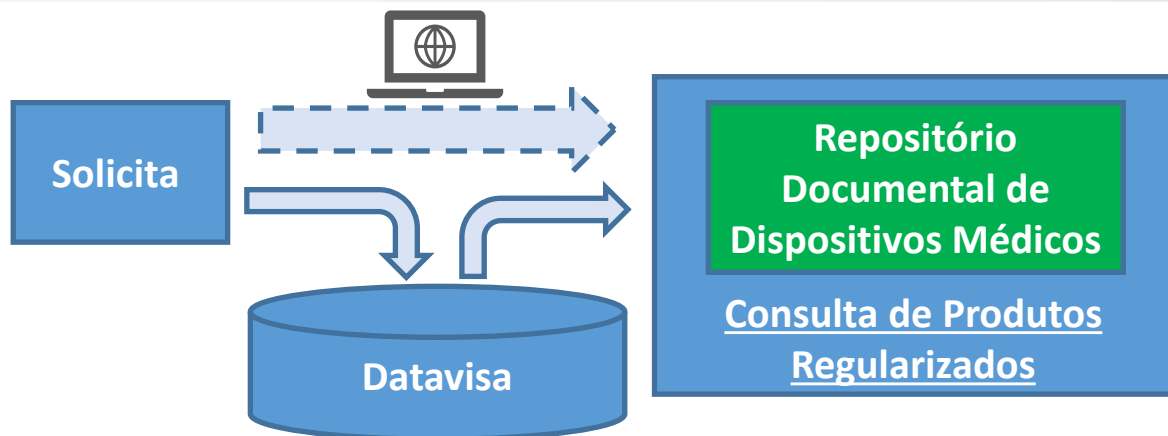 Solicita
Repositório
Documental de
Dispositivos Médicos
Consulta de Produtos
Regularizados
Datavisa